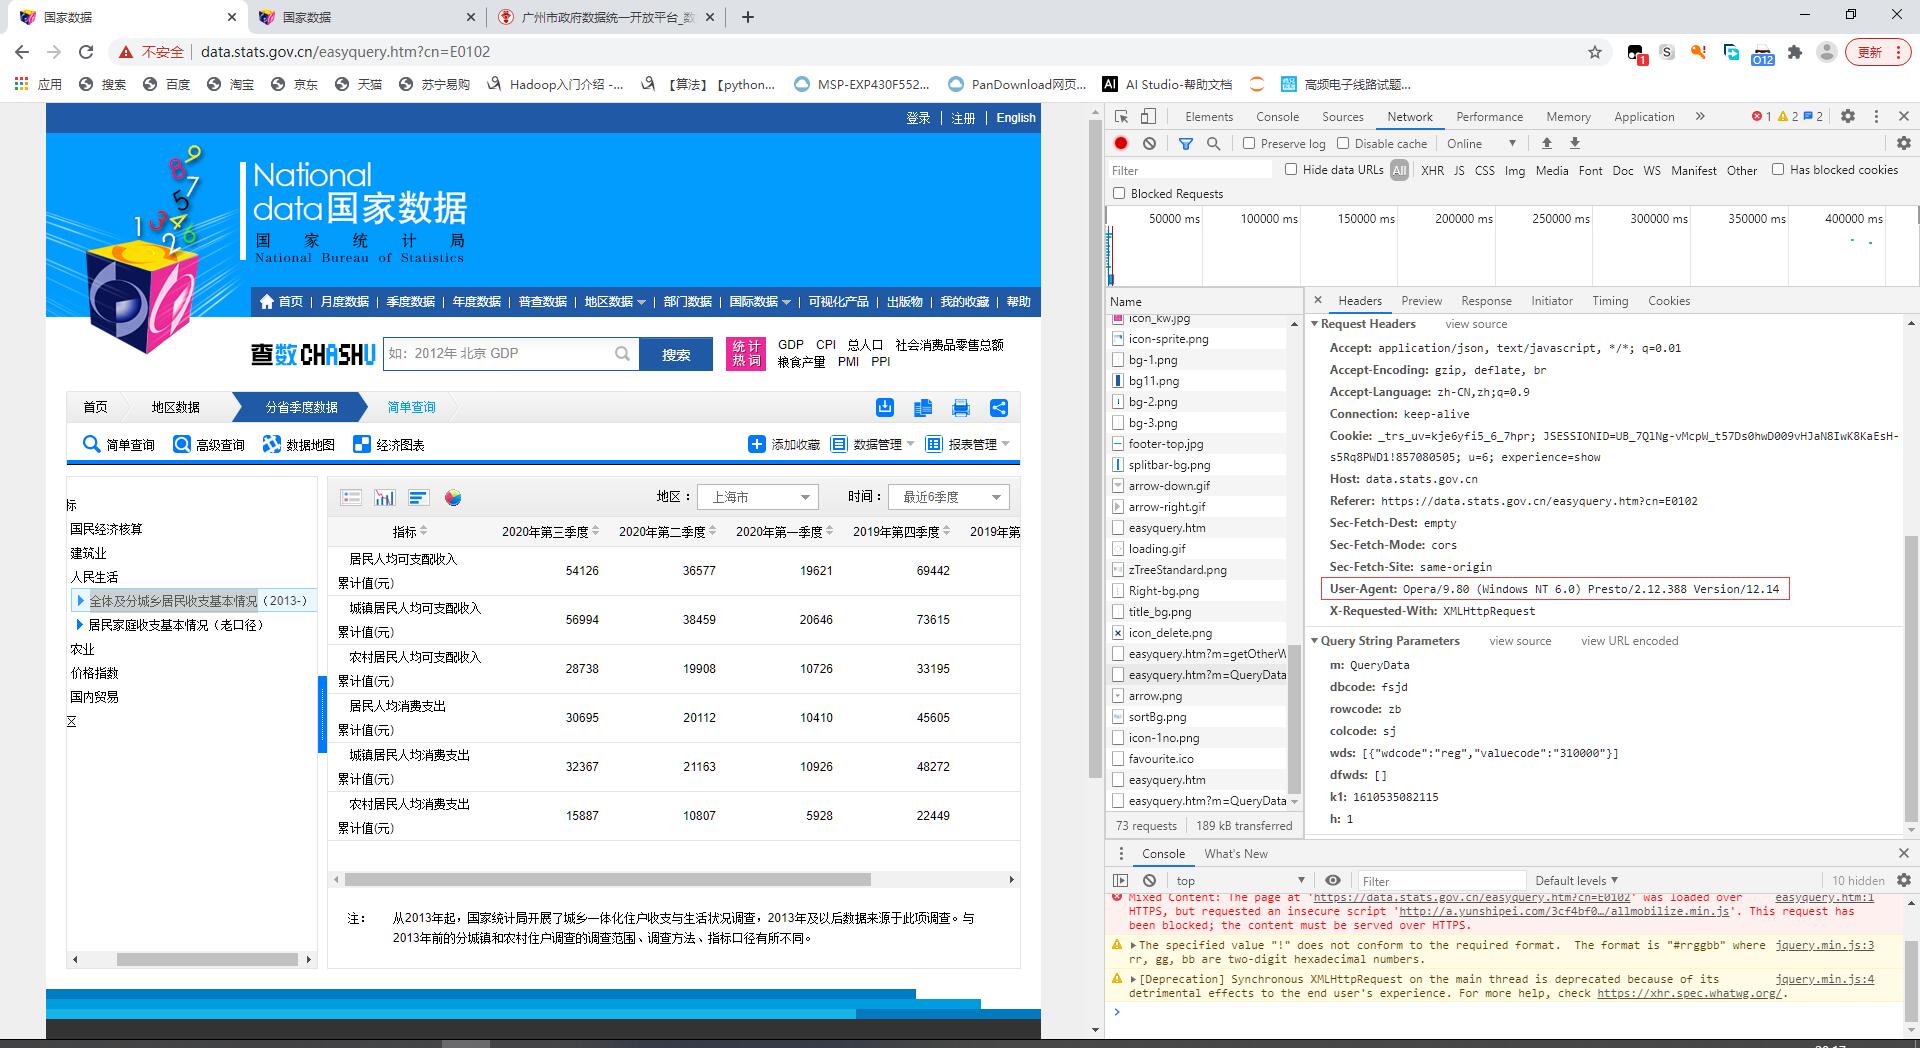 国家数据
国家数据
广州市政府数据统一开放平台_数
不安全
data.stats.gov.cn/easyquery.htm?cn=E0102
1
S
O12
更新
应用
搜索
百度
淘宝
京东
天猫
苏宁易购
Hadoop入门介绍 -...
【算法】【python...
MSP-EXP430F552...
PanDownload网页...
AI
AI Studio-帮助文档
高频电子线路试题...
登录
注册
English
National
data国家数据
国 家 统 计 局
National Bureau of Statistics
首页
月度数据
季度数据
年度数据
普查数据
地区数据
部门数据
国际数据
可视化产品
出版物
我的收藏
帮助
查数 CHASHU
如：2012年 北京 GDP
搜索
统计
热词
GDP CPI 总人口 社会消费品零售总额
粮食产量 PMI PPI
首页
地区数据
分省季度数据
简单查询
简单查询
高级查询
数据地图
经济图表
添加收藏
数据管理
报表管理
标
国民经济核算
建筑业
人民生活
全体及分城乡居民收支基本情况（2013-）
居民家庭收支基本情况（老口径）
农业
价格指数
国内贸易
地区：
上海市
时间：
最近6季度
指标 2020年第三季度 2020年第二季度 2020年第一季度 2019年第四季度 2019年第
居民人均可支配收入
累计值(元) 54126 36577 19621 69442
城镇居民人均可支配收入
累计值(元) 56994 38459 20646 73615
农村居民人均可支配收入
累计值(元) 28738 19908 10726 33195
居民人均消费支出
累计值(元) 30695 20112 10410 45605
城镇居民人均消费支出
累计值(元) 32367 21163 10926 48272
农村居民人均消费支出
累计值(元) 15887 10807 5928 22449
注：
从2013年起，国家统计局开展了城乡一体化住户收支与生活状况调查，2013年及以后数据来源于此项调查。与
2013年前的分城镇和农村住户调查的调查范围、调查方法、指标口径有所不同。
Elements Console Sources Network Performance Memory Application » 1 2 2
Preserve log Disable cache Online
Filter Hide data URLs All XHR JS CSS Img Media Font Doc WS Manifest Other Has blocked cookies
Blocked Requests
50000 ms 100000 ms 150000 ms 200000 ms 250000 ms 300000 ms 350000 ms 400000 ms
Name
icon_kw.jpg
icon-sprite.png
bg-1.png
bg11.png
bg-2.png
bg-3.png
footer-top.jpg
splitbar-bg.png
arrow-down.gif
arrow-right.gif
easyquery.htm
loading.gif
zTreeStandard.png
Right-bg.png
title_bg.png
icon_delete.png
easyquery.htm?m=getOtherW
easyquery.htm?m=QueryData
arrow.png
sortBg.png
icon-1no.png
favourite.ico
easyquery.htm
easyquery.htm?m=QueryData
73 requests 189 kB transferred
Headers Preview Response Initiator Timing Cookies
Request Headers view source
Accept: application/json, text/javascript, */*; q=0.01
Accept-Encoding: gzip, deflate, br
Accept-Language: zh-CN,zh;q=0.9
Connection: keep-alive
Cookie: _trs_uv=kje6yfi5_6_7hpr; JSESSIONID=UB_7QlNg-vMcpW_t57Ds0hwD009vHJaN8IwK8KaEsH-
s5Rq8PWD1!857080505; u=6; experience=show
Host: data.stats.gov.cn
Referer: https://data.stats.gov.cn/easyquery.htm?cn=E0102
Sec-Fetch-Dest: empty
Sec-Fetch-Mode: cors
Sec-Fetch-Site: same-origin
User-Agent: Opera/9.80 (Windows NT 6.0) Presto/2.12.388 Version/12.14
X-Requested-With: XMLHttpRequest
Query String Parameters view source view URL encoded
m: QueryData
dbcode: fsjd
rowcode: zb
colcode: sj
wds: [{"wdcode":"reg","valuecode":"310000"}]
dfwds: []
k1: 1610535082115
h: 1
Console What's New
top Filter Default levels 10 hidden
Mixed Content: The page at 'https://data.stats.gov.cn/easyquery.htm?cn=E0102' was loaded over easyquery.htm:1
HTTPS, but requested an insecure script 'http://a.yunshipei.com/3cf4bf0…/allmobilize.min.js'. This request has
been blocked; the content must be served over HTTPS.
The specified value "!" does not conform to the required format. The format is "#rrggbb" where jquery.min.js:3
rr, gg, bb are two-digit hexadecimal numbers.
[Deprecation] Synchronous XMLHttpRequest on the main thread is deprecated because of its jquery.min.js:4
detrimental effects to the end user's experience. For more help, check https://xhr.spec.whatwg.org/.